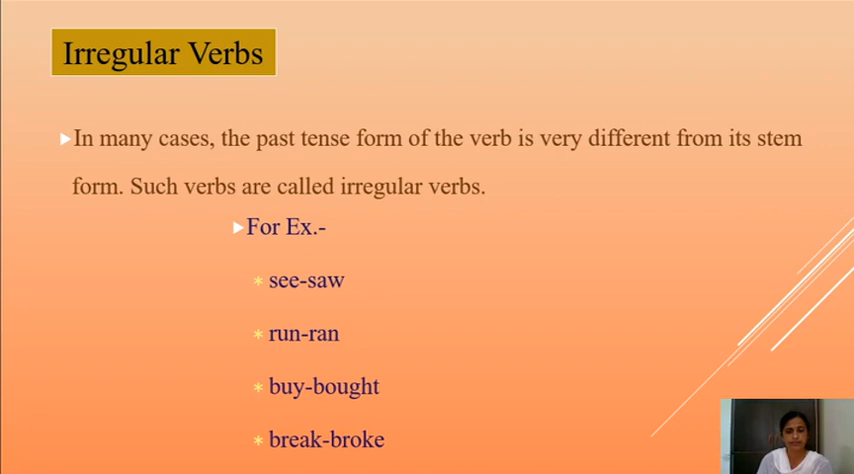 Irregular Verbs
In many cases, the past tense form of the verb is very different from its stem
form. Such verbs are called irregular verbs.
For Ex.-
see-saw
run-ran
buy-bought
break-broke